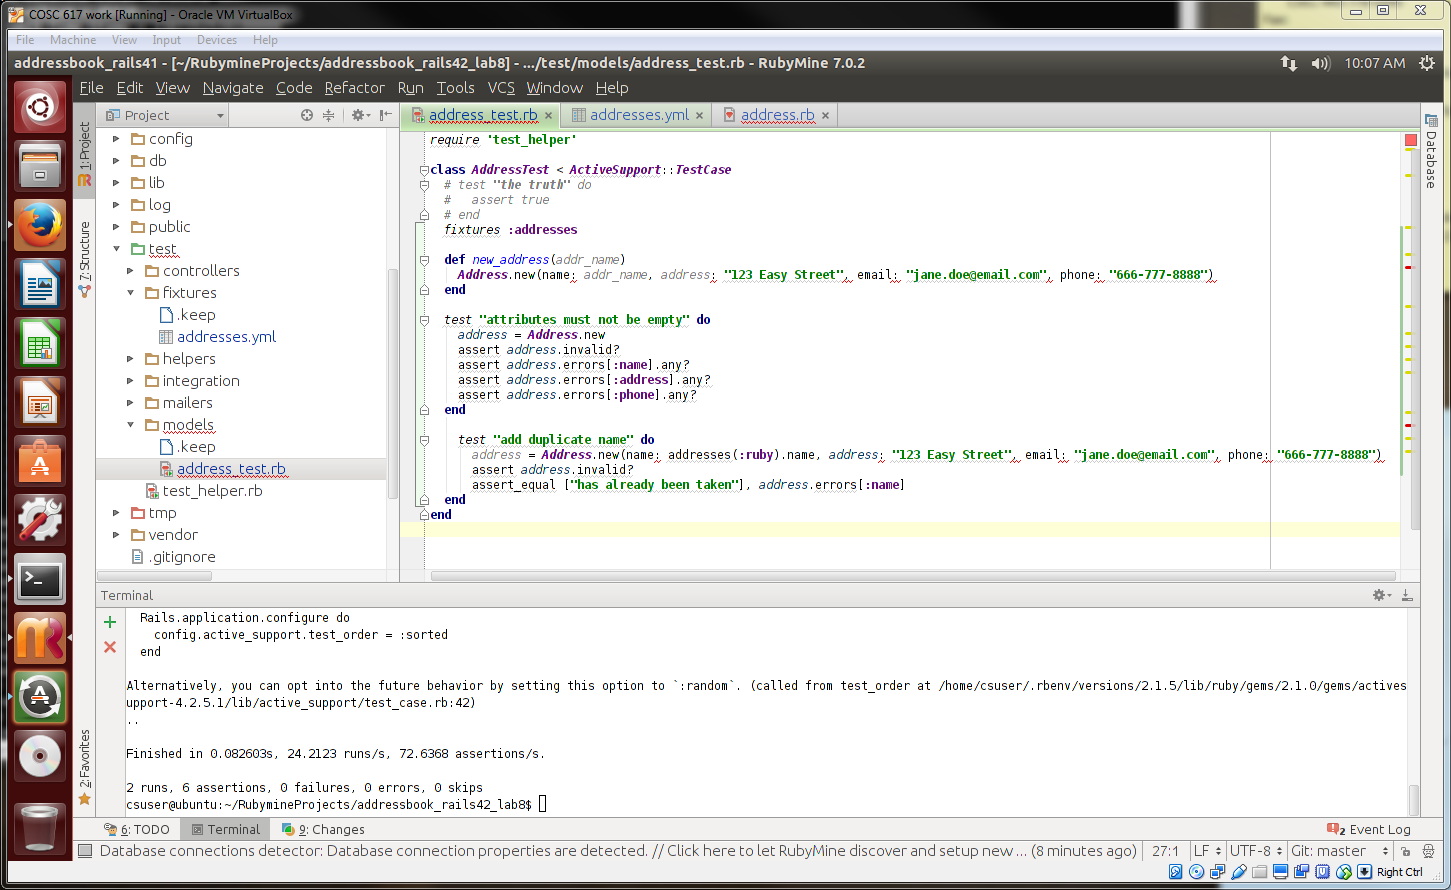 COSC 617 work [Running] - Oracle VM VirtualBox
File Machine View Input Devices Help
addressbook_rails41 - [~/RubymineProjects/addressbook_rails42_lab8] - .../test/models/address_test.rb - RubyMine 7.0.2
10:07 AM
File Edit View Navigate Code Refactor Run Tools VCS Window Help
Project
address_test.rb
addresses.yml
address.rb
1: Project
7: Structure
2: Favorites
Database
config
db
lib
log
public
test
controllers
fixtures
.keep
addresses.yml
helpers
integration
mailers
models
.keep
address_test.rb
test_helper.rb
tmp
vendor
.gitignore
require 'test_helper'
class AddressTest < ActiveSupport::TestCase
# test "the truth" do
#   assert true
# end
fixtures :addresses
def new_address(addr_name)
Address.new(name: addr_name, address: "123 Easy Street", email: "jane.doe@email.com", phone: "666-777-8888")
end
test "attributes must not be empty" do
address = Address.new
assert address.invalid?
assert address.errors[:name].any?
assert address.errors[:address].any?
assert address.errors[:phone].any?
end
test "add duplicate name" do
address = Address.new(name: addresses(:ruby).name, address: "123 Easy Street", email: "jane.doe@email.com", phone: "666-777-8888")
assert address.invalid?
assert_equal ["has already been taken"], address.errors[:name]
end
end
Terminal
Rails.application.configure do
config.active_support.test_order = :sorted
end
Alternatively, you can opt into the future behavior by setting this option to `:random`. (called from test_order at /home/csuser/.rbenv/versions/2.1.5/lib/ruby/gems/2.1.0/gems/actives
upport-4.2.5.1/lib/active_support/test_case.rb:42)
..
Finished in 0.082603s, 24.2123 runs/s, 72.6368 assertions/s.
2 runs, 6 assertions, 0 failures, 0 errors, 0 skips
csuser@ubuntu:~/RubymineProjects/addressbook_rails42_lab8$
6: TODO
Terminal
9: Changes
2 Event Log
Database connections detector: Database connection properties are detected. // Click here to let RubyMine discover and setup new ... (8 minutes ago)
27:1 LF UTF-8 Git: master
Right Ctrl